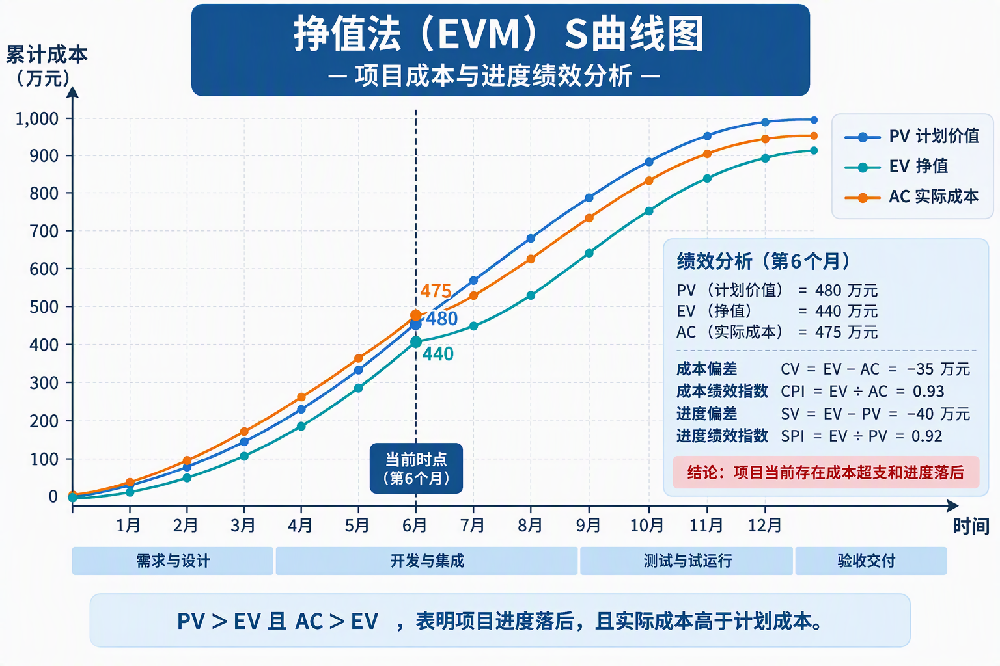 挣值法（EVM） S曲线图
— 项目成本与进度绩效分析 —
累计成本
（万元）
1,000
900
800
700
600
500
400
300
200
100
0
PV 计划价值
EV 挣值
AC 实际成本
475
480
440
当前时点
（第6个月）
绩效分析（第6个月）
PV （计划价值） = 480 万元
EV （挣值） = 440 万元
AC （实际成本） = 475 万元
成本偏差 CV = EV − AC = −35 万元
成本绩效指数 CPI = EV ÷ AC = 0.93
进度偏差 SV = EV − PV = −40 万元
进度绩效指数 SPI = EV ÷ PV = 0.92
结论：项目当前存在成本超支和进度落后
1月 2月 3月 4月 5月 6月 7月 8月 9月 10月 11月 12月
时间
需求与设计 开发与集成 测试与试运行 验收交付
PV > EV 且 AC > EV ，表明项目进度落后，且实际成本高于计划成本。